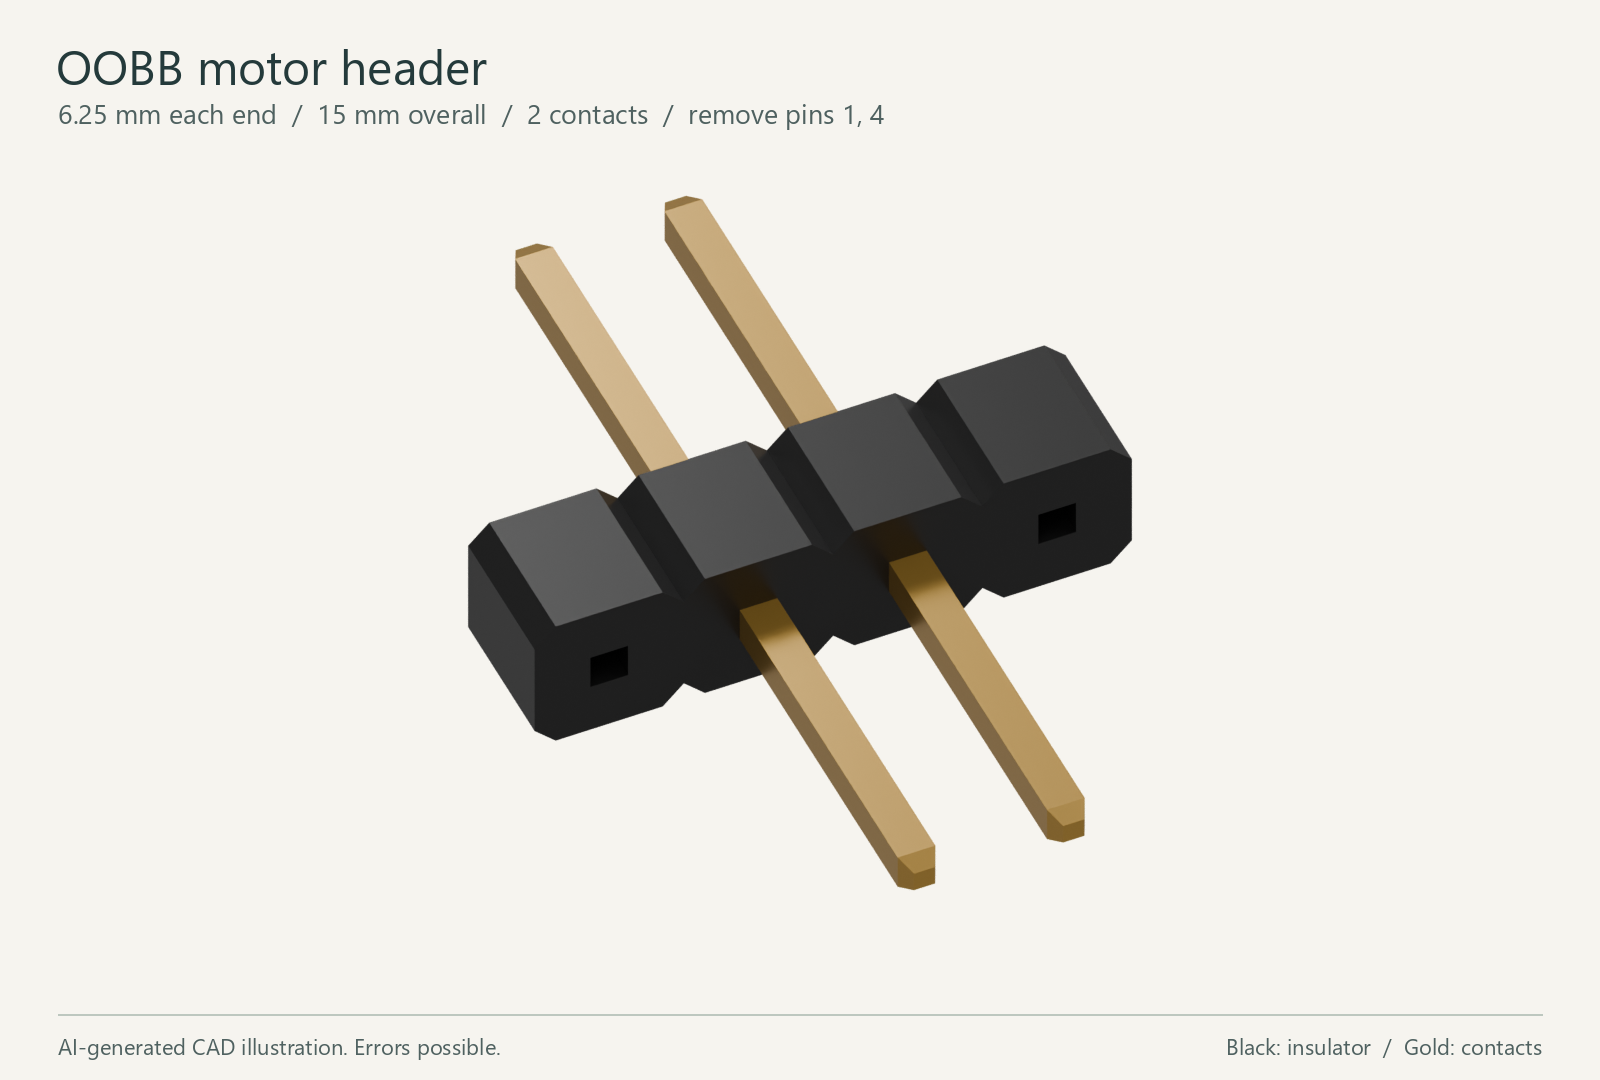 OOBB motor header
6.25 mm each end / 15 mm overall / 2 contacts / remove pins 1, 4
AI-generated CAD illustration. Errors possible.
Black: insulator / Gold: contacts